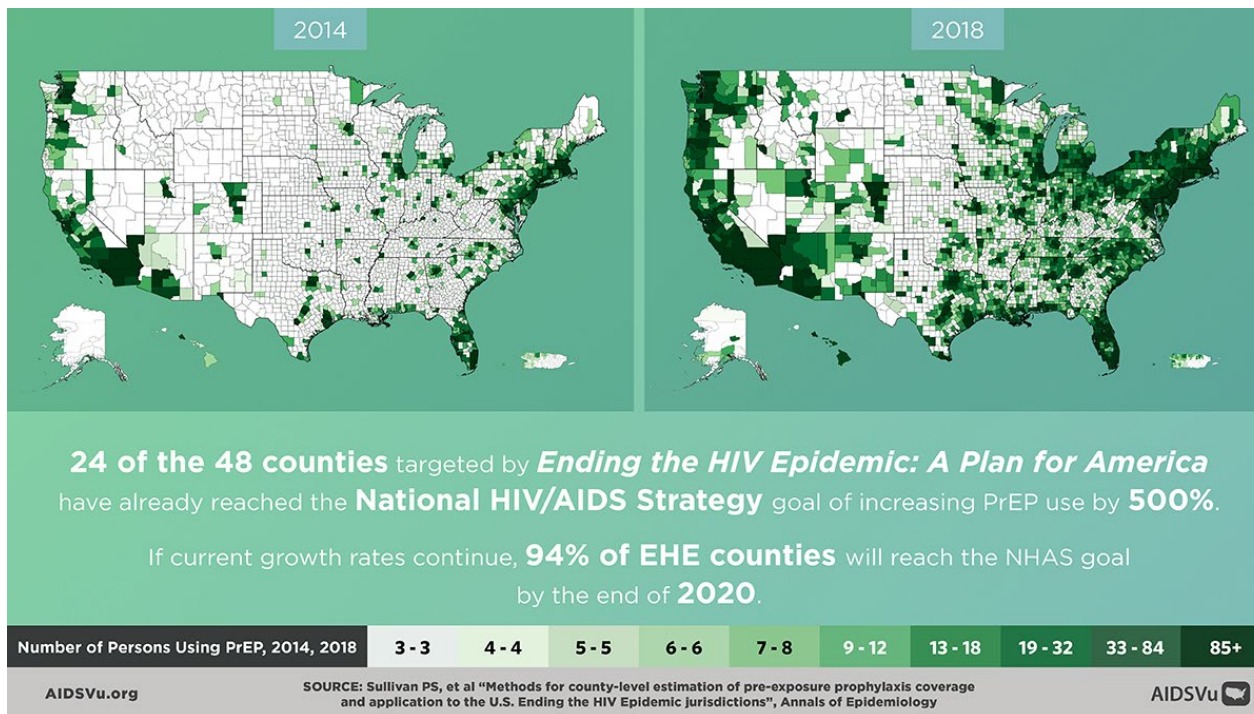 2014
2018
24 of the 48 counties targeted by Ending the HIV Epidemic: A Plan for America
have already reached the National HIV/AIDS Strategy goal of increasing PrEP use by 500%.
If current growth rates continue, 94% of EHE counties will reach the NHAS goal
by the end of 2020.
Number of Persons Using PrEP, 2014, 2018 3 - 3 4 - 4 5 - 5 6 - 6 7 - 8 9 - 12 13 - 18 19 - 32 33 - 84 85+
AIDSVu.org
SOURCE: Sullivan PS, et al “Methods for county-level estimation of pre-exposure prophylaxis coverage
and application to the U.S. Ending the HIV Epidemic jurisdictions”, Annals of Epidemiology
AIDSVu